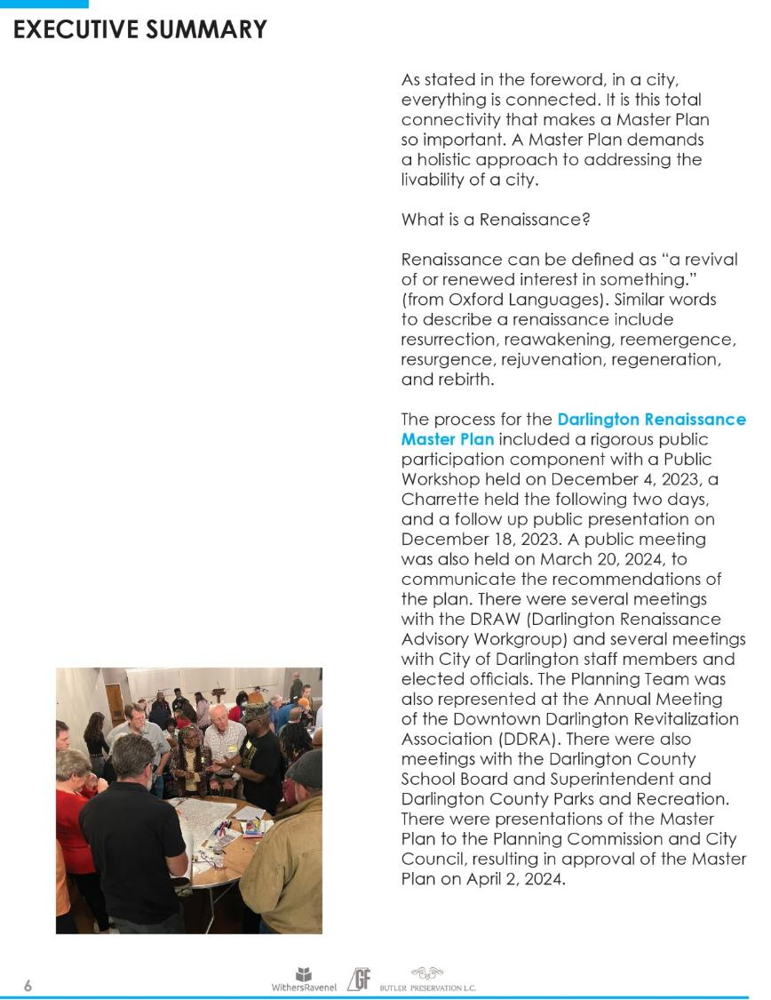 EXECUTIVE SUMMARY
As stated in the foreword, in a city,
everything is connected. It is this total
connectivity that makes a Master Plan
so important. A Master Plan demands
a holistic approach to addressing the
livability of a city.
What is a Renaissance?
Renaissance can be defined as “a revival
of or renewed interest in something.”
(from Oxford Languages). Similar words
to describe a renaissance include
resurrection, reawakening, reemergence,
resurgence, rejuvenation, regeneration,
and rebirth.
The process for the Darlington Renaissance
Master Plan included a rigorous public
participation component with a Public
Workshop held on December 4, 2023, a
Charrette held the following two days,
and a follow up public presentation on
December 18, 2023. A public meeting
was also held on March 20, 2024, to
communicate the recommendations of
the plan. There were several meetings
with the DRAW (Darlington Renaissance
Advisory Workgroup) and several meetings
with City of Darlington staff members and
elected officials. The Planning Team was
also represented at the Annual Meeting
of the Downtown Darlington Revitalization
Association (DDRA). There were also
meetings with the Darlington County
School Board and Superintendent and
Darlington County Parks and Recreation.
There were presentations of the Master
Plan to the Planning Commission and City
Council, resulting in approval of the Master
Plan on April 2, 2024.
6
WithersRavenel
GF
BUTLER PRESERVATION L.C.